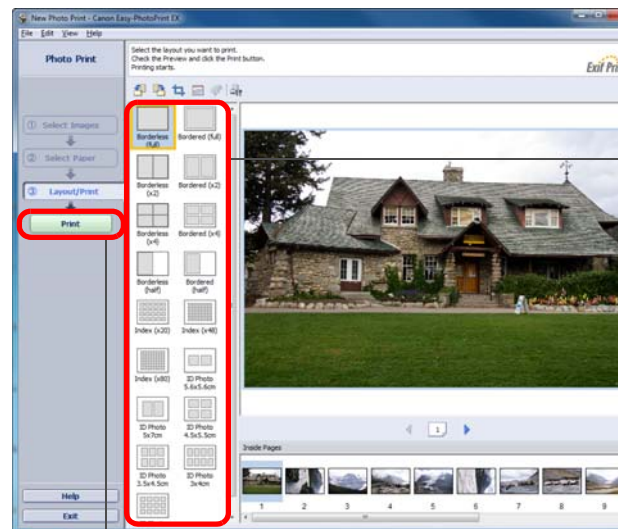 New Photo Print - Canon Easy-PhotoPrint EX
File Edit View Help
Photo Print
Select the layout you want to print.
Check the Preview and click the Print button.
Printing starts.
Exif Pri
① Select Images
② Select Paper
③ Layout/Print
Print
Borderless
(full)
Bordered (full)
Borderless
(x2)
Bordered (x2)
Borderless
(x4)
Bordered (x4)
Borderless
(half)
Bordered
(half)
Index (x20)
Index (x48)
Index (x80)
ID Photo
5.6x5.6cm
ID Photo
5x7cm
ID Photo
4.5x5.5cm
ID Photo
3.5x4.5cm
ID Photo
3x4cm
1
Inside Pages
1 2 3 4 5 6 7 8 9
Help
Exit